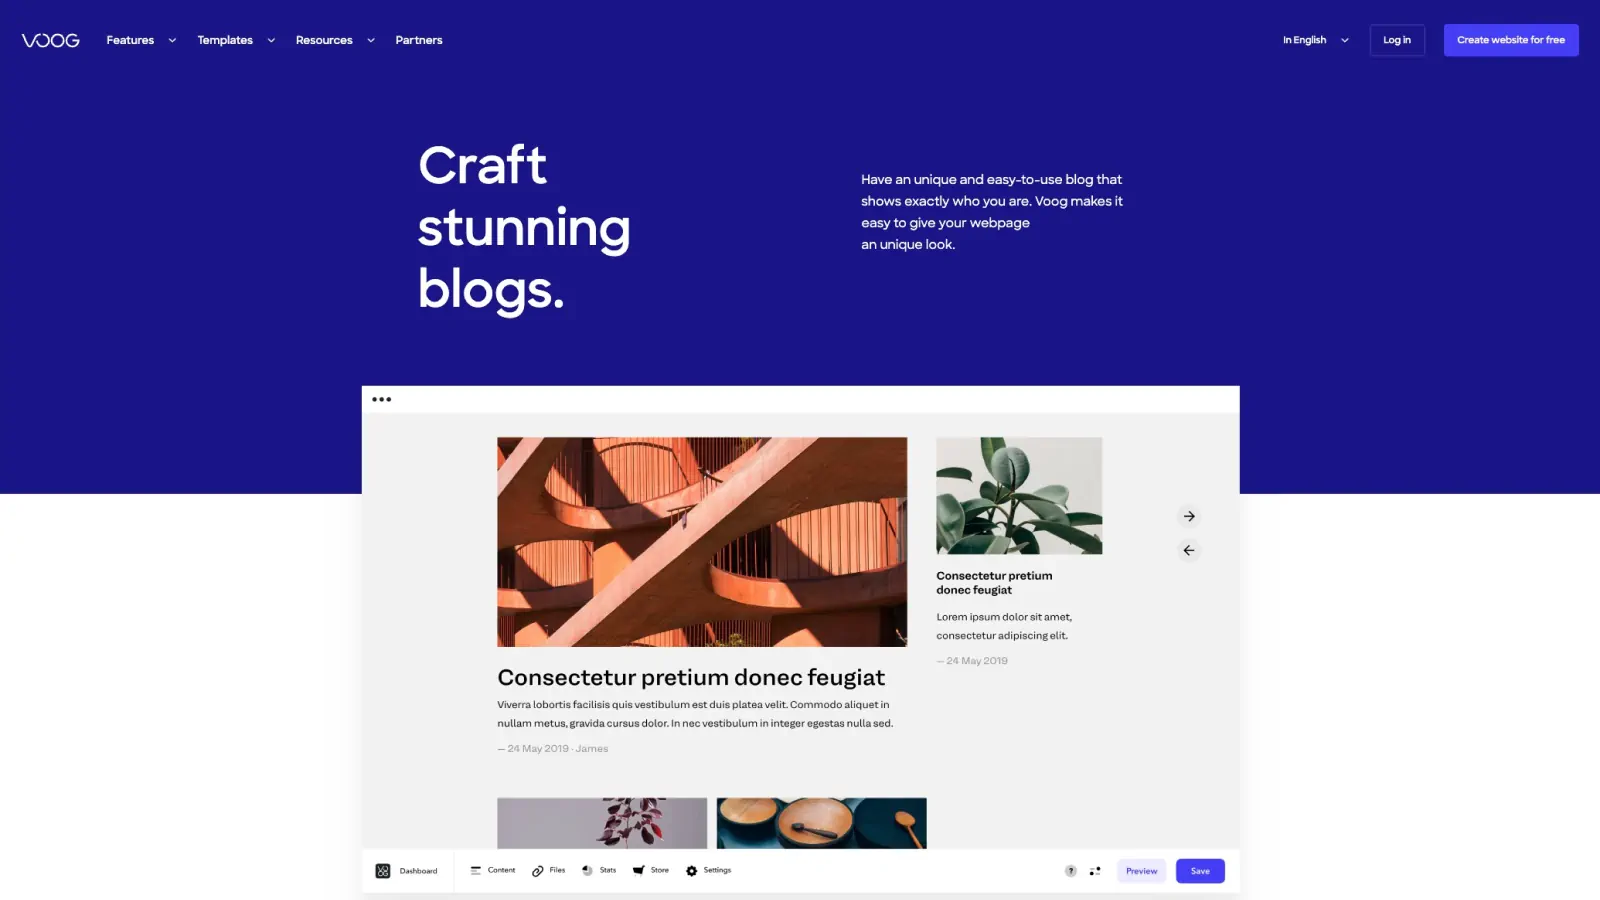 VOOG
Features
Templates
Resources
Partners
In English
Log in
Create website for free
Craft
stunning
blogs.
Have an unique and easy-to-use blog that
shows exactly who you are. Voog makes it
easy to give your webpage
an unique look.
Consectetur pretium donec feugiat
Viverra lobortis facilisis quis vestibulum est duis platea velit. Commodo aliquet in
nullam metus, gravida cursus dolor. In nec vestibulum in integer egestas nulla sed.
— 24 May 2019 · James
Consectetur pretium
donec feugiat
Lorem ipsum dolor sit amet,
consectetur adipiscing elit.
— 24 May 2019
Dashboard
Content
Files
Stats
Store
Settings
?
Preview
Save